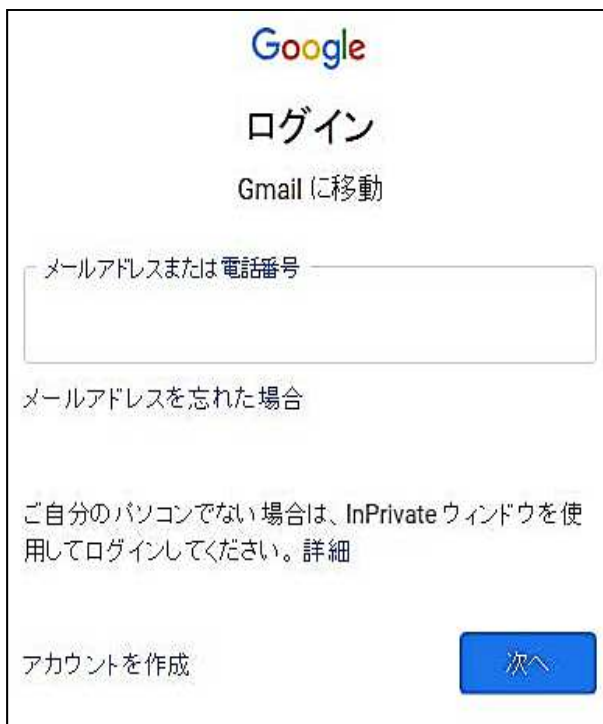 Google
ログイン
Gmail に移動
メールアドレスまたは電話番号
メールアドレスを忘れた場合
ご自分のパソコンでない場合は、InPrivate ウィンドウを使
用してログインしてください。詳細
アカウントを作成
次へ